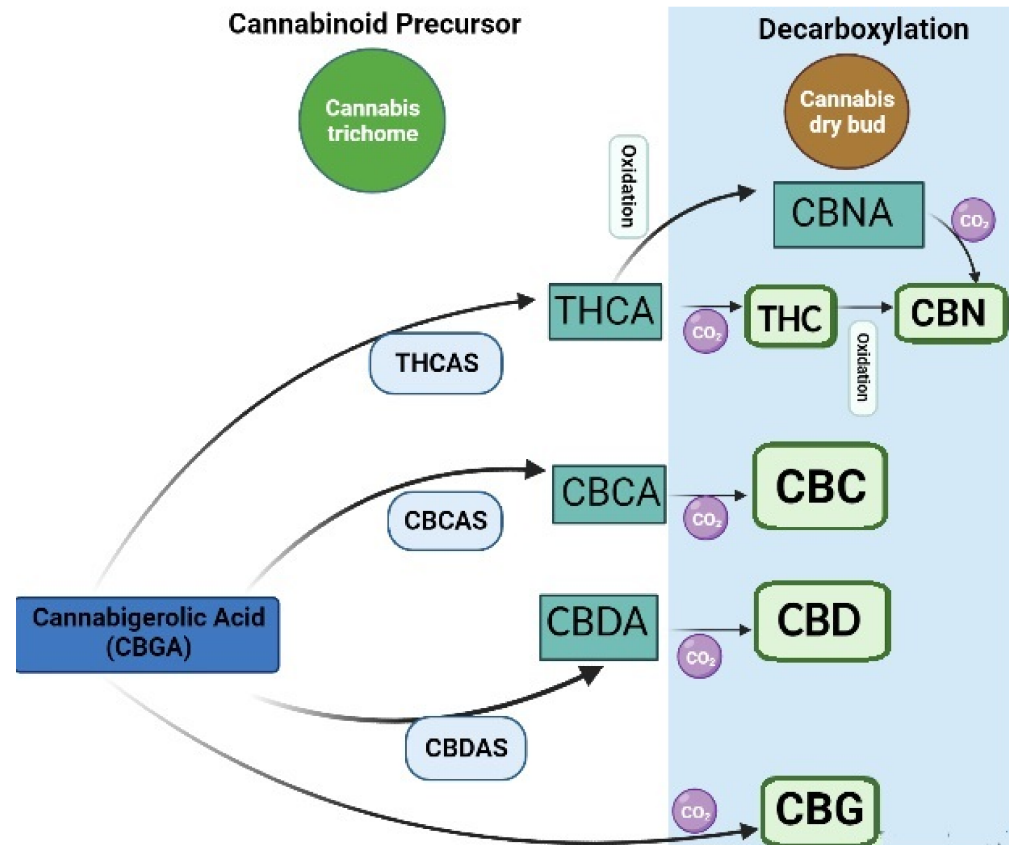 Cannabinoid Precursor
Decarboxylation
Cannabis
trichome
Cannabis
dry bud
Oxidation
CBNA
CO₂
THCA
CO₂
THC
CBN
Oxidation
THCAS
CBCA
CO₂
CBC
CBCAS
Cannabigerolic Acid
(CBGA)
CBDA
CO₂
CBD
CBDAS
CO₂
CBG